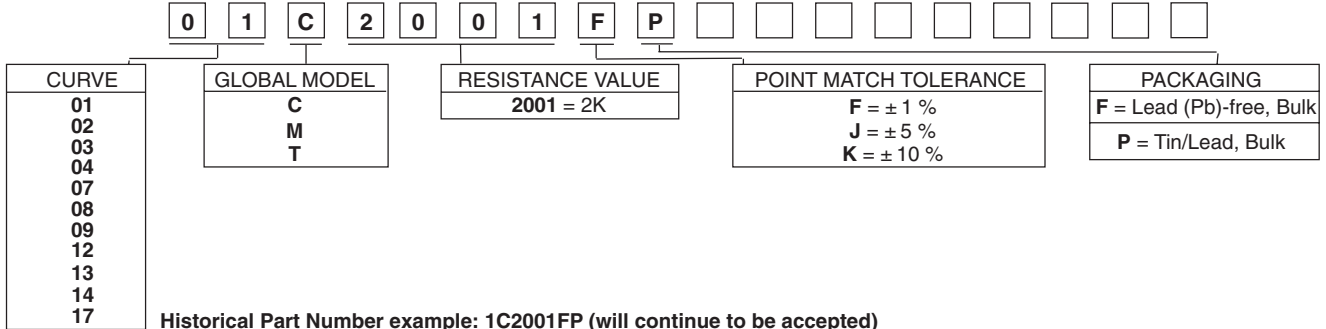 0 1 C 2 0 0 1 F P
CURVE
01
02
03
04
07
08
09
12
13
14
17
GLOBAL MODEL
C
M
T
RESISTANCE VALUE
2001 = 2K
POINT MATCH TOLERANCE
F = ± 1 %
J = ± 5 %
K = ± 10 %
PACKAGING
F = Lead (Pb)-free, Bulk
P = Tin/Lead, Bulk
Historical Part Number example: 1C2001FP (will continue to be accepted)